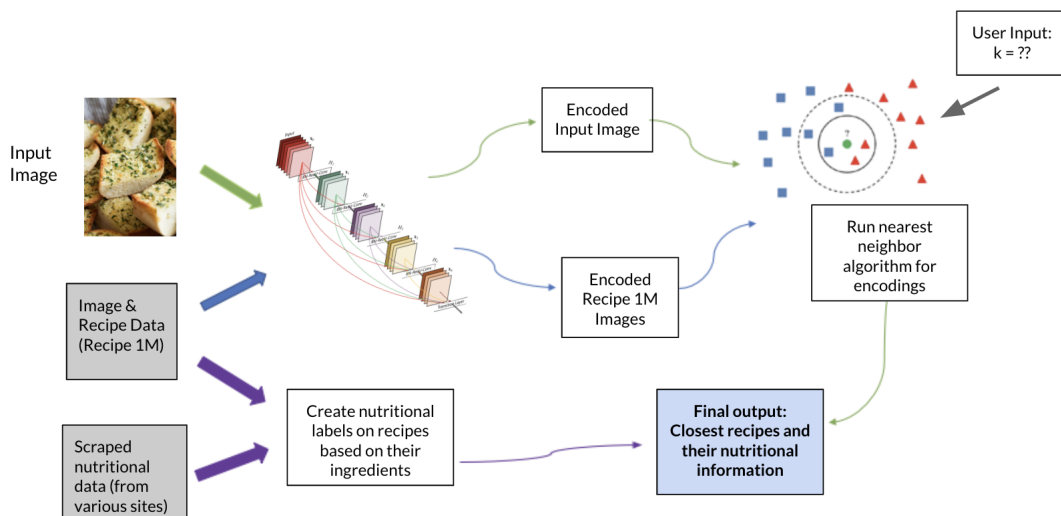 User Input:
k = ??
Input
Image
Encoded
Input Image
Input
?
Run nearest
neighbor
algorithm for
encodings
Encoded
Recipe 1M
Images
Image &
Recipe Data
(Recipe 1M)
Create nutritional
labels on recipes
based on their
ingredients
Final output:
Closest recipes and
their nutritional
information
Scraped
nutritional
data (from
various sites)